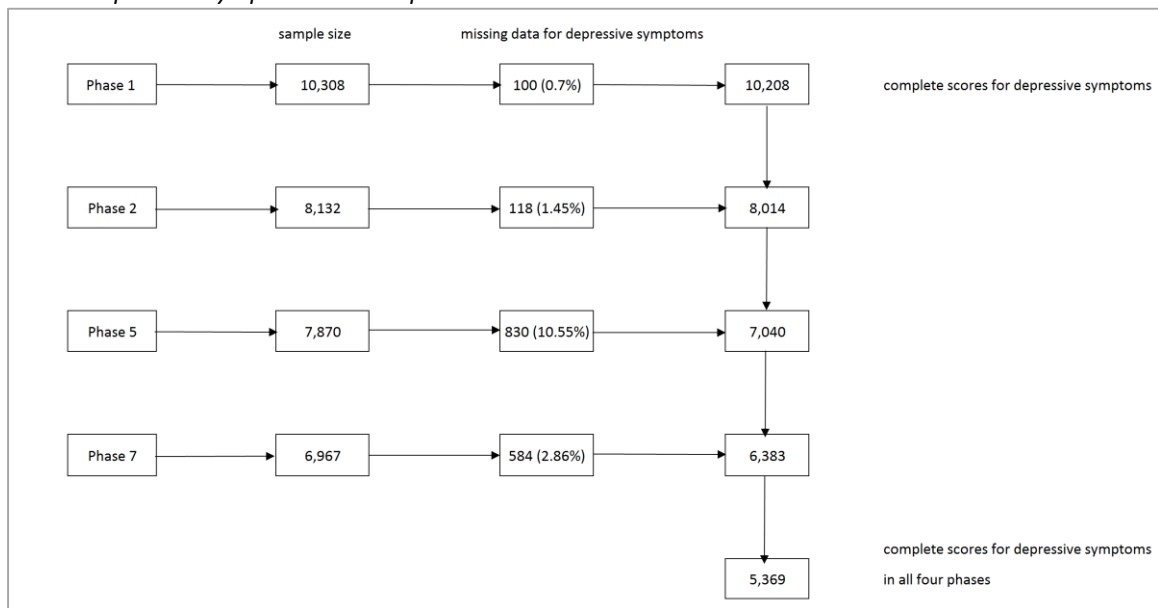 sample size missing data for depressive symptoms
Phase 1 10,308 100 (0.7%) 10,208 complete scores for depressive symptoms
Phase 2 8,132 118 (1.45%) 8,014
Phase 5 7,870 830 (10.55%) 7,040
Phase 7 6,967 584 (2.86%) 6,383
complete scores for depressive symptoms
5,369 in all four phases